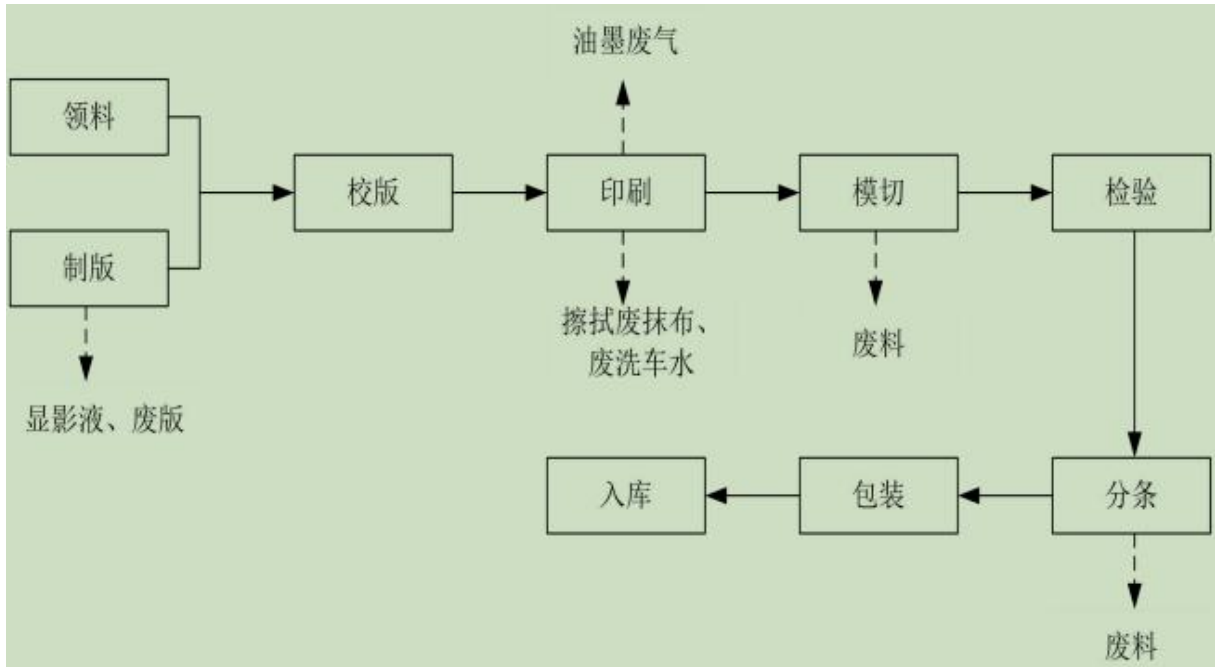 油墨废气
领料
校版
印刷
模切
检验
制版
擦拭废抹布、
废洗车水
废料
显影液、废版
入库
包装
分条
废料